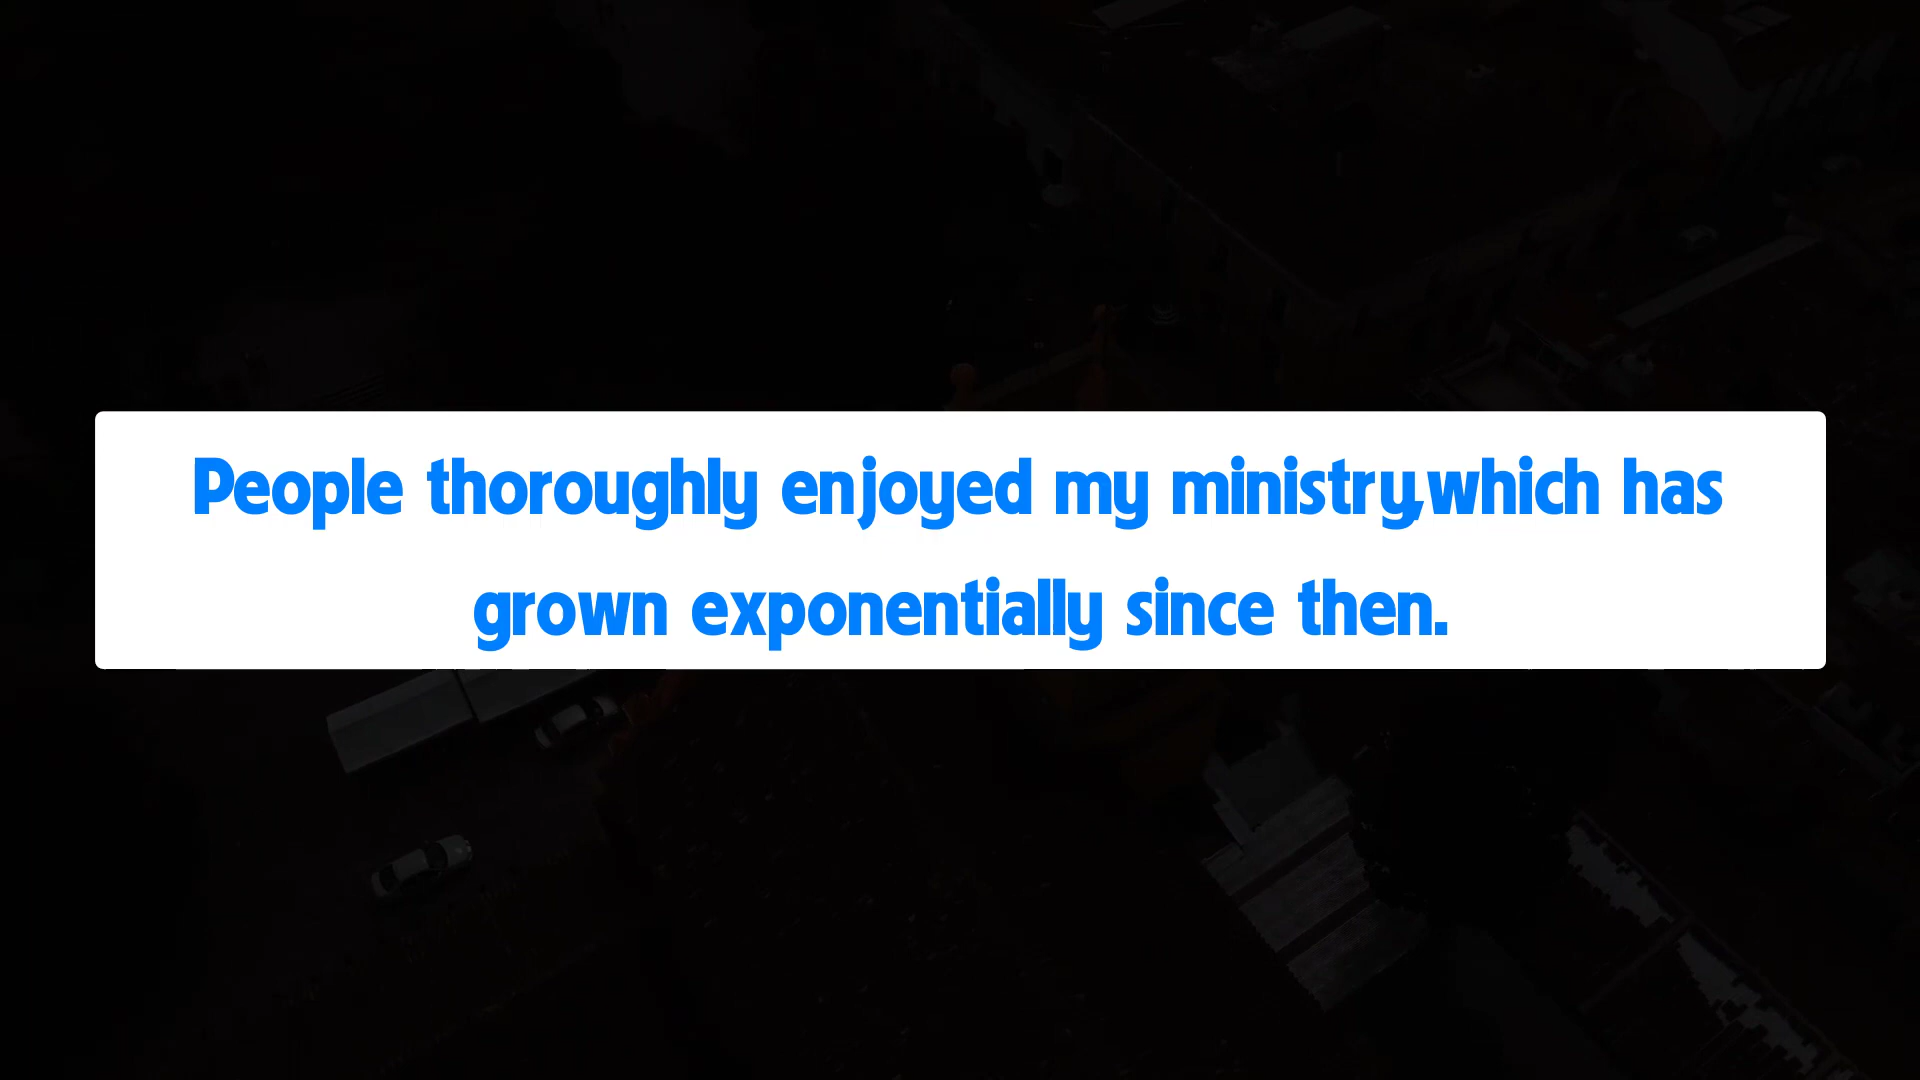 People thoroughly enjoyed my ministry,which has
grown exponentially since then.